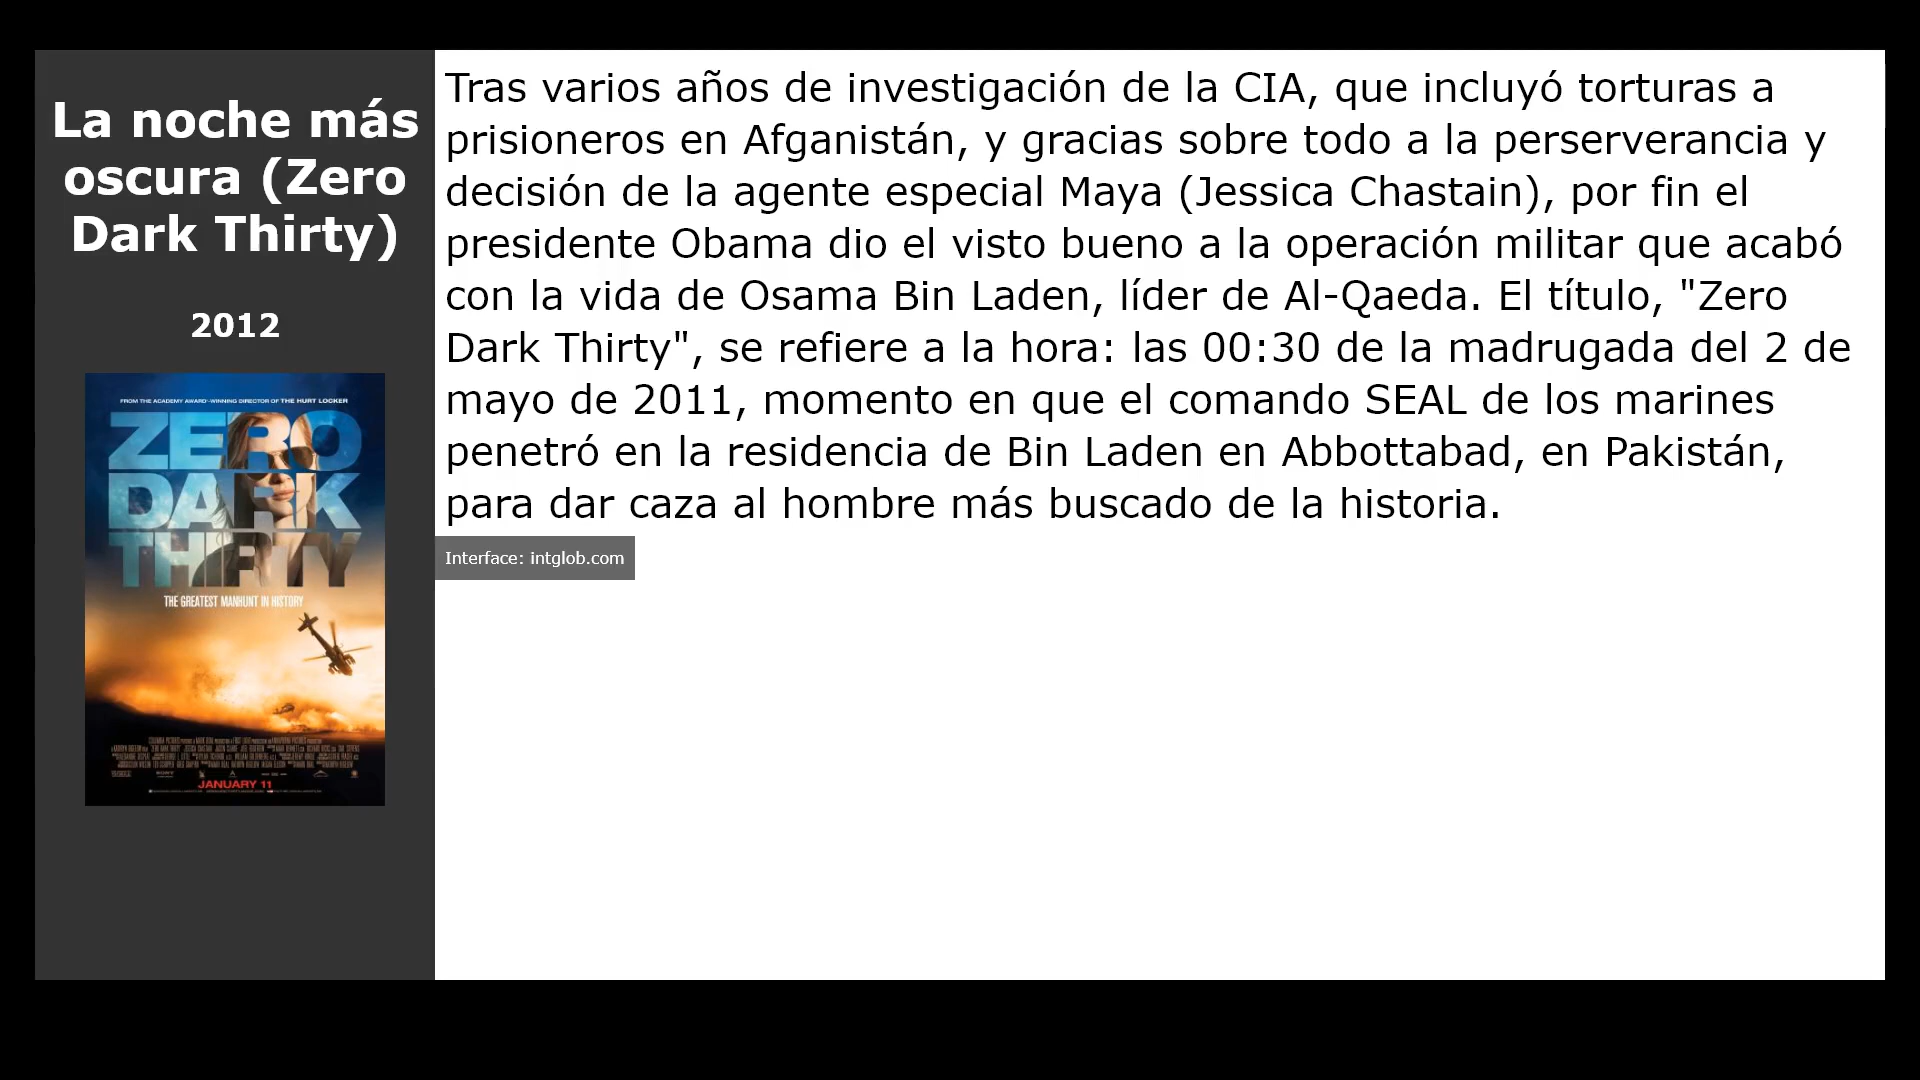 La noche más
oscura (Zero
Dark Thirty)
2012
FROM THE ACADEMY AWARD®-WINNING DIRECTOR OF THE HURT LOCKER
ZERO
DARK
THIRTY
THE GREATEST MANHUNT IN HISTORY
JANUARY 11
Tras varios años de investigación de la CIA, que incluyó torturas a
prisioneros en Afganistán, y gracias sobre todo a la perserverancia y
decisión de la agente especial Maya (Jessica Chastain), por fin el
presidente Obama dio el visto bueno a la operación militar que acabó
con la vida de Osama Bin Laden, líder de Al-Qaeda. El título, "Zero
Dark Thirty", se refiere a la hora: las 00:30 de la madrugada del 2 de
mayo de 2011, momento en que el comando SEAL de los marines
penetró en la residencia de Bin Laden en Abbottabad, en Pakistán,
para dar caza al hombre más buscado de la historia.
Interface: intglob.com